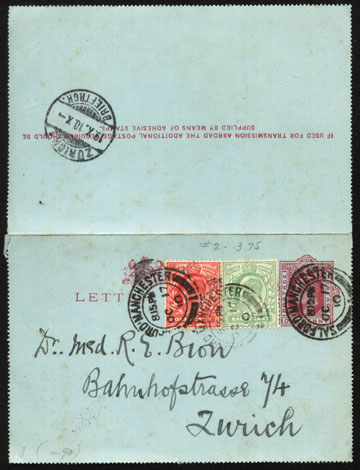 IF USED FOR TRANSMISSION ABROAD THE ADDITIONAL POSTAGE REQUIRED SHOULD BE
SUPPLIED BY MEANS OF ADHESIVE STAMPS.
ZÜRICH
BRIEFTRGR.
#2 - 3.75
LETT
MANCHESTER
MANCHESTER
SALFORD MANCHESTER
Dr. med. R. E. Bion
Bahnhofstrasse 74
Zurich